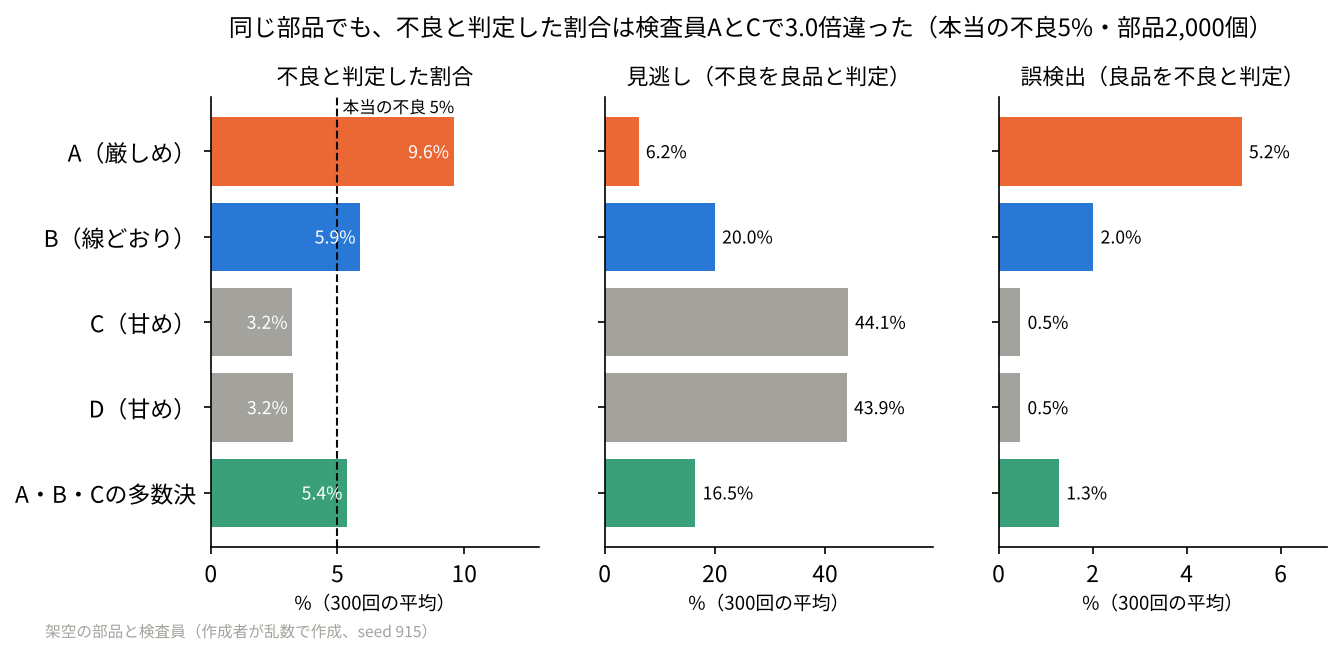 同じ部品でも、不良と判定した割合は検査員AとCで3.0倍違った（本当の不良5%・部品2,000個）
不良と判定した割合
見逃し（不良を良品と判定）
誤検出（良品を不良と判定）
本当の不良 5%
A（厳しめ）
9.6%
6.2%
5.2%
B（線どおり）
5.9%
20.0%
2.0%
C（甘め）
3.2%
44.1%
0.5%
D（甘め）
3.2%
43.9%
0.5%
A・B・Cの多数決
5.4%
16.5%
1.3%
0 5 10
0 20 40
0 2 4 6
%（300回の平均）
%（300回の平均）
%（300回の平均）
架空の部品と検査員（作成者が乱数で作成、seed 915）